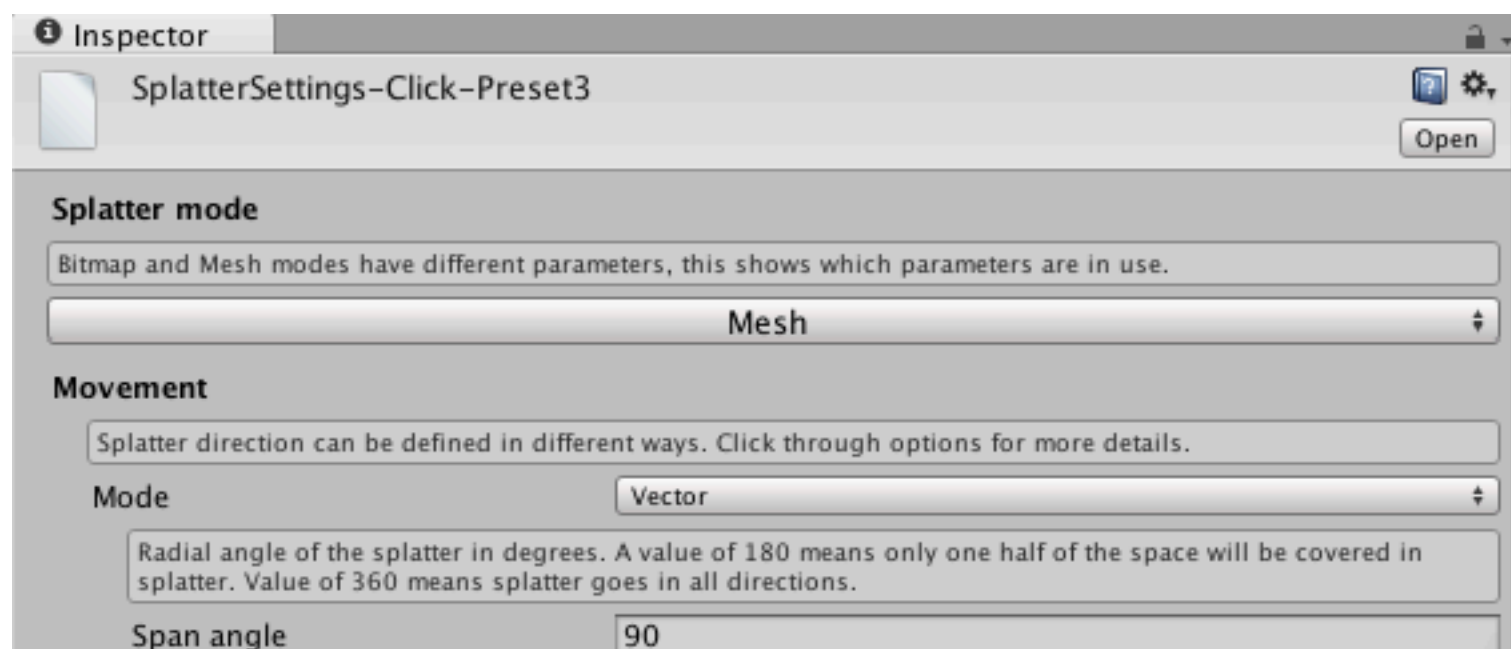 Inspector
SplatterSettings-Click-Preset3
Open
Splatter mode
Bitmap and Mesh modes have different parameters, this shows which parameters are in use.
Mesh
Movement
Splatter direction can be defined in different ways. Click through options for more details.
Mode Vector
Radial angle of the splatter in degrees. A value of 180 means only one half of the space will be covered in
splatter. Value of 360 means splatter goes in all directions.
Span angle 90